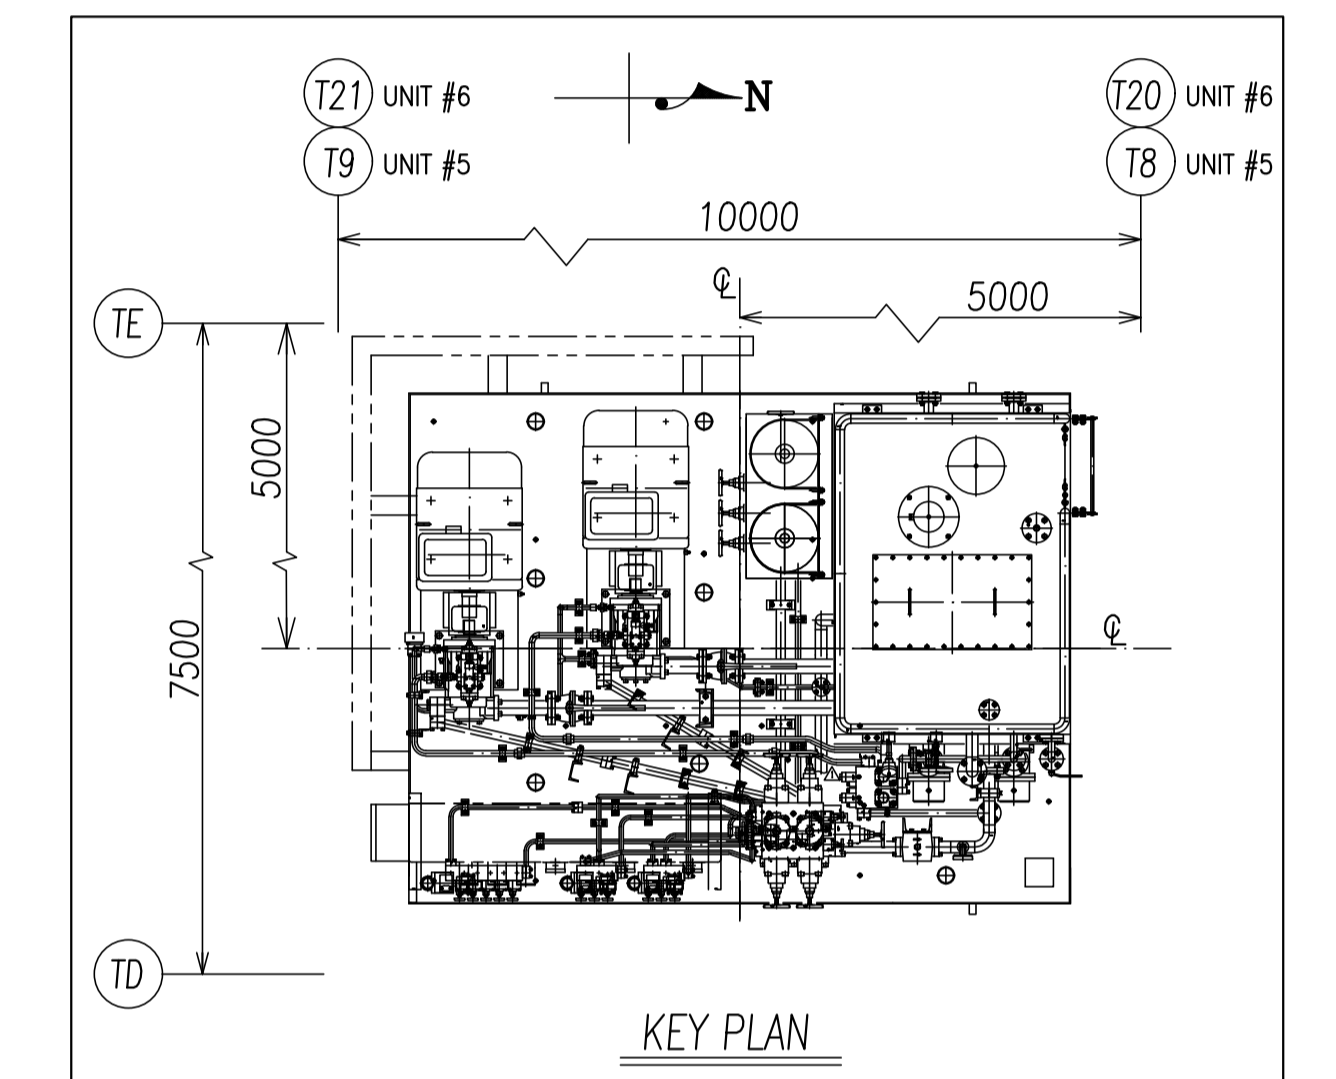 T21 UNIT #6
T20 UNIT #6
N
T9 UNIT #5
T8 UNIT #5
10000
℄
5000
TE
5000
℄
7500
TD
KEY PLAN